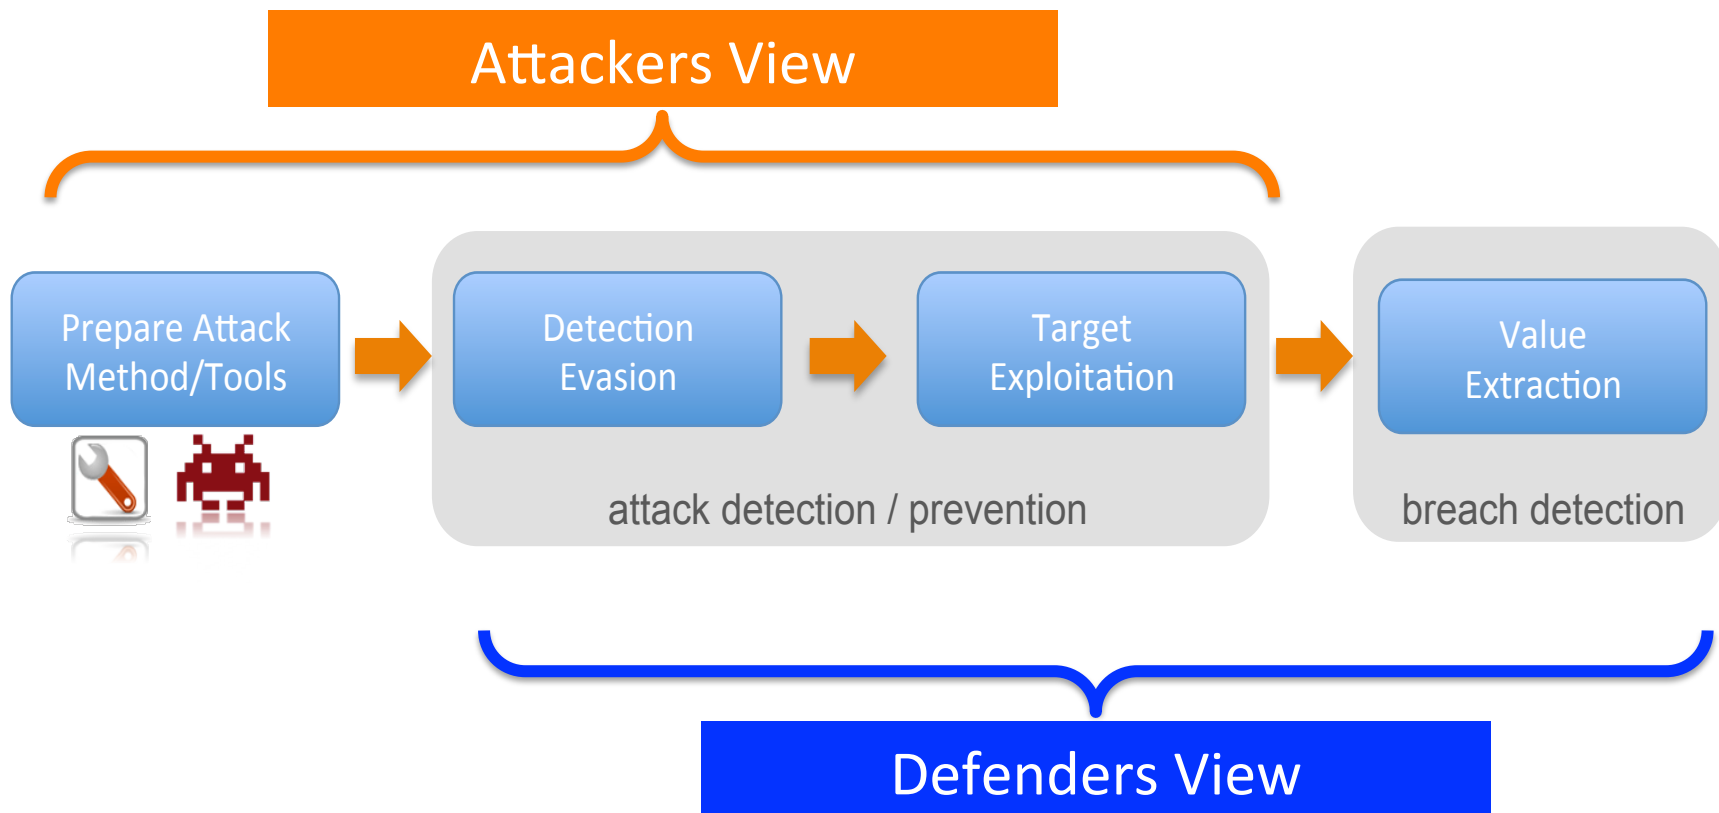 Attackers View
Prepare Attack
Method/Tools
Detection
Evasion
Target
Exploitation
Value
Extraction
attack detection / prevention
breach detection
Defenders View